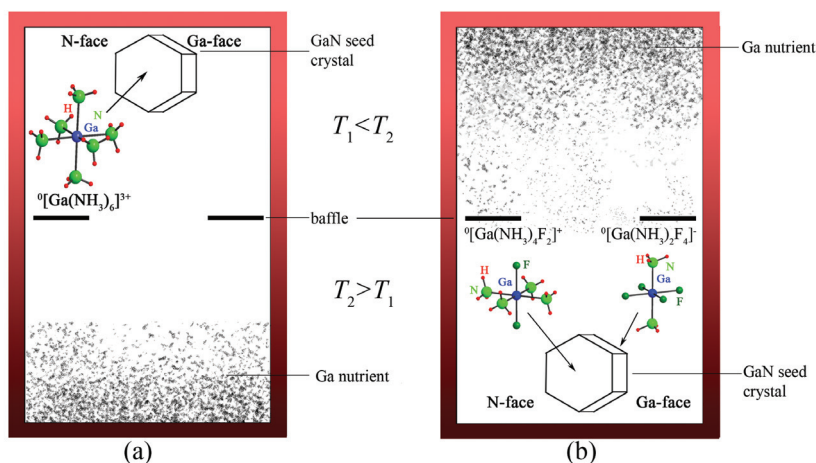 N-face Ga-face
GaN seed
crystal
H
N
Ga
⁰[Ga(NH₃)₆]³⁺
T₁<T₂
baffle
T₂>T₁
Ga nutrient
(a)
Ga nutrient
⁰[Ga(NH₃)₄F₂]⁺ ⁰[Ga(NH₃)₂F₄]⁻
F
H
Ga
N
H
N
Ga
F
GaN seed
crystal
N-face Ga-face
(b)